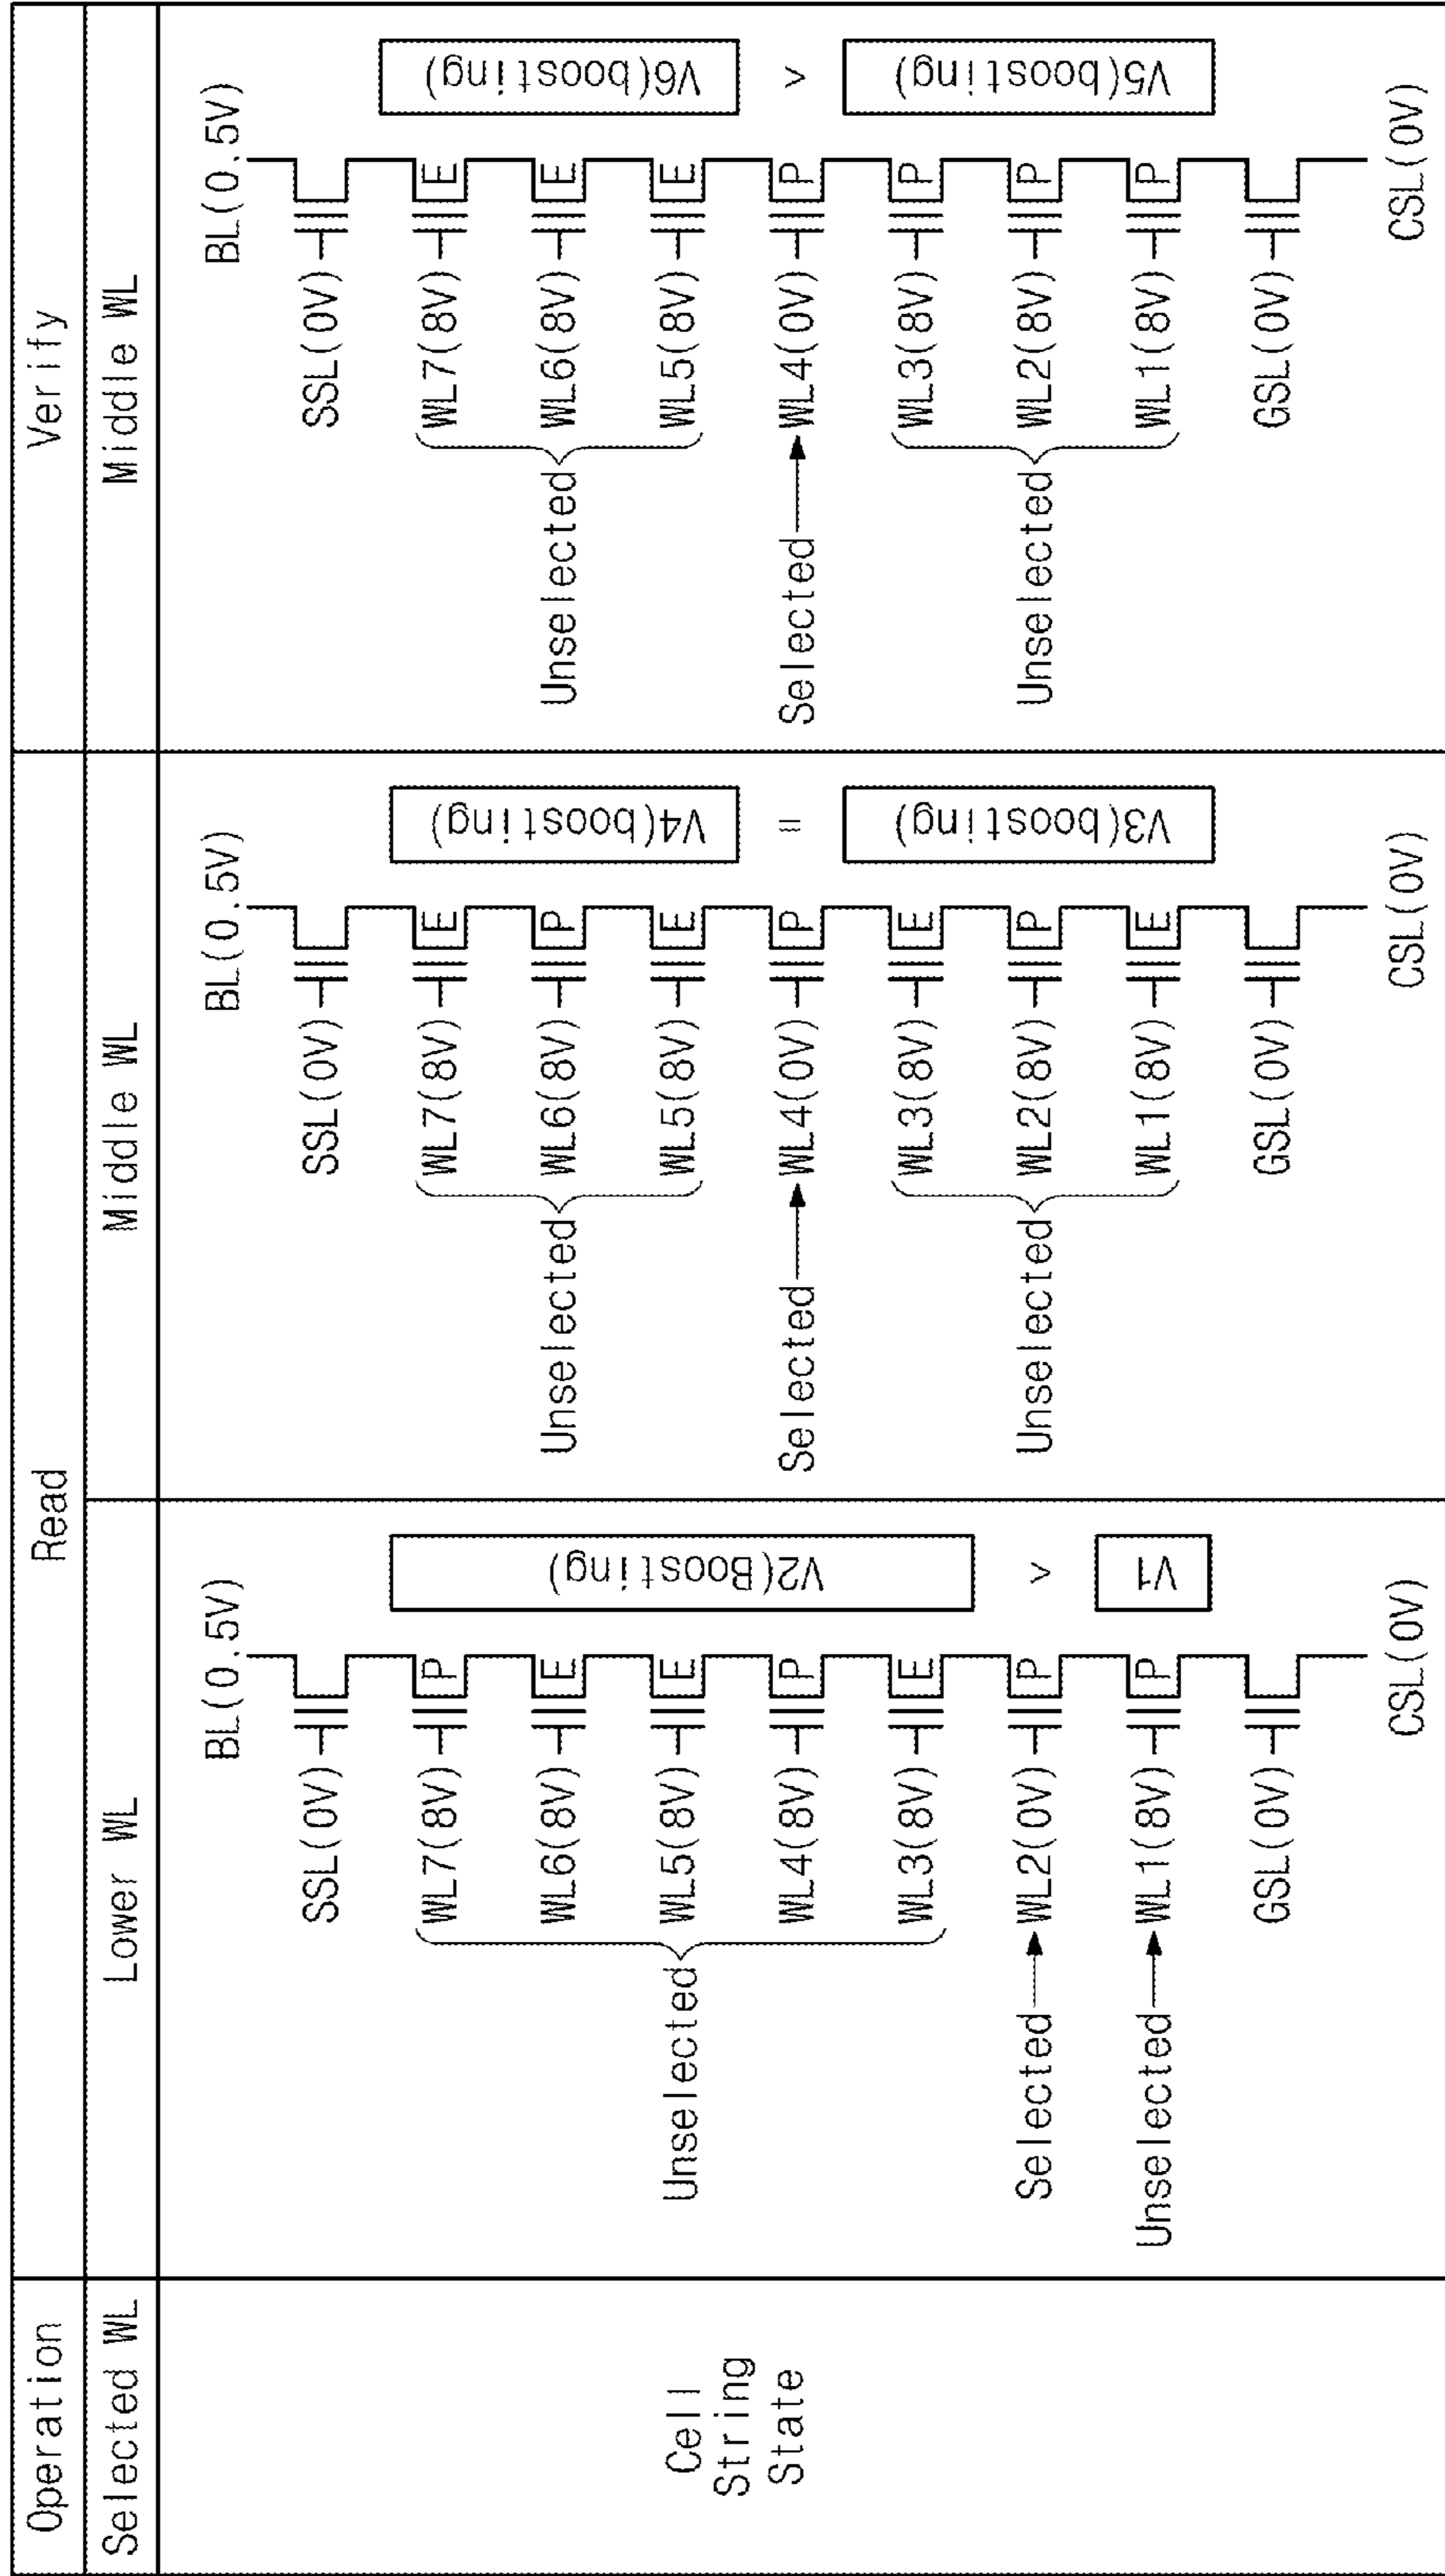 Operation
Read
Verify
Selected WL
Lower WL
Middle WL
Middle WL
Cell
String
State
BL(0.5V)
SSL(0V)
WL7(8V)
P
WL6(8V)
E
WL5(8V)
E
WL4(8V)
P
WL3(8V)
E
WL2(0V)
P
WL1(8V)
P
GSL(0V)
CSL(0V)
Unselected
Selected
Unselected
V2(Boosting)
>
V1
BL(0.5V)
SSL(0V)
WL7(8V)
E
WL6(8V)
P
WL5(8V)
E
WL4(0V)
P
WL3(8V)
E
WL2(8V)
P
WL1(8V)
E
GSL(0V)
CSL(0V)
Unselected
Selected
Unselected
V4(boosting)
=
V3(boosting)
BL(0.5V)
SSL(0V)
WL7(8V)
E
WL6(8V)
E
WL5(8V)
E
WL4(0V)
P
WL3(8V)
P
WL2(8V)
P
WL1(8V)
P
GSL(0V)
CSL(0V)
Unselected
Selected
Unselected
V6(boosting)
>
V5(boosting)